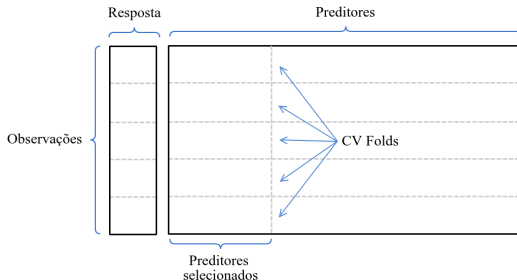 Resposta
Preditores
Observações
CV Folds
Preditores
selecionados